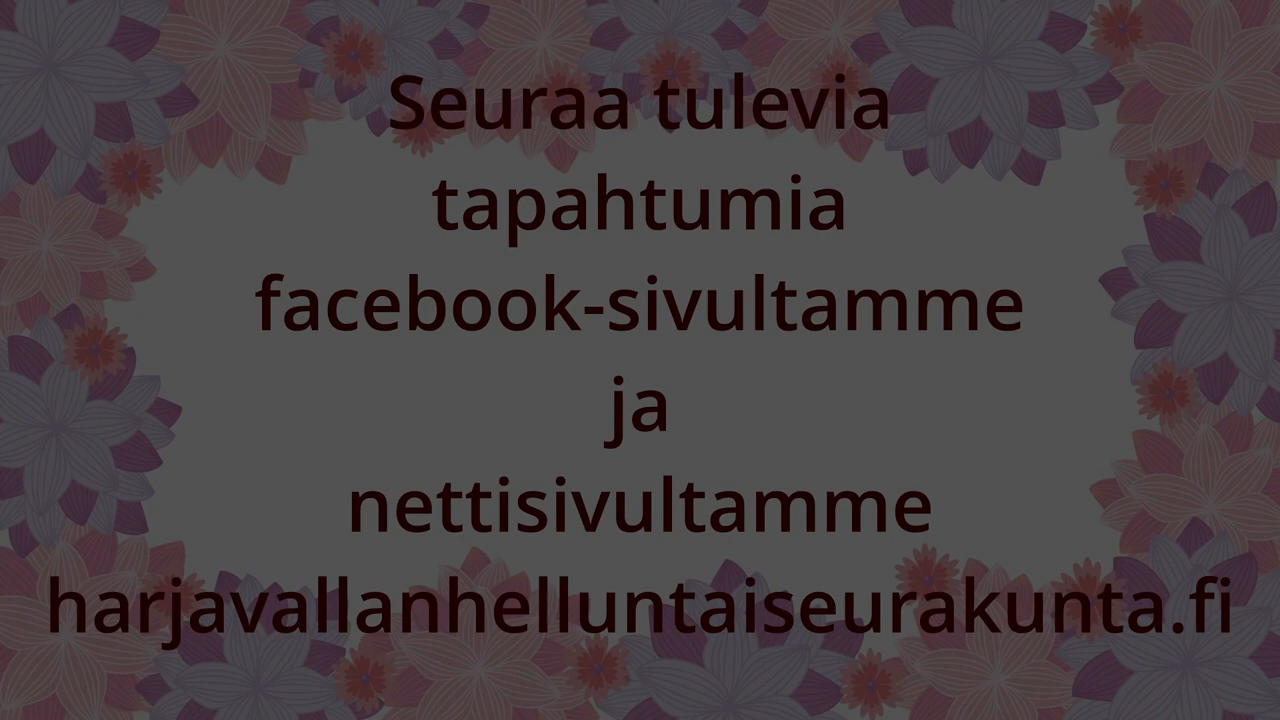 Seuraa tulevia
tapahtumia
facebook-sivultamme
ja
nettisivultamme
harjavallanhelluntaiseurakunta.fi